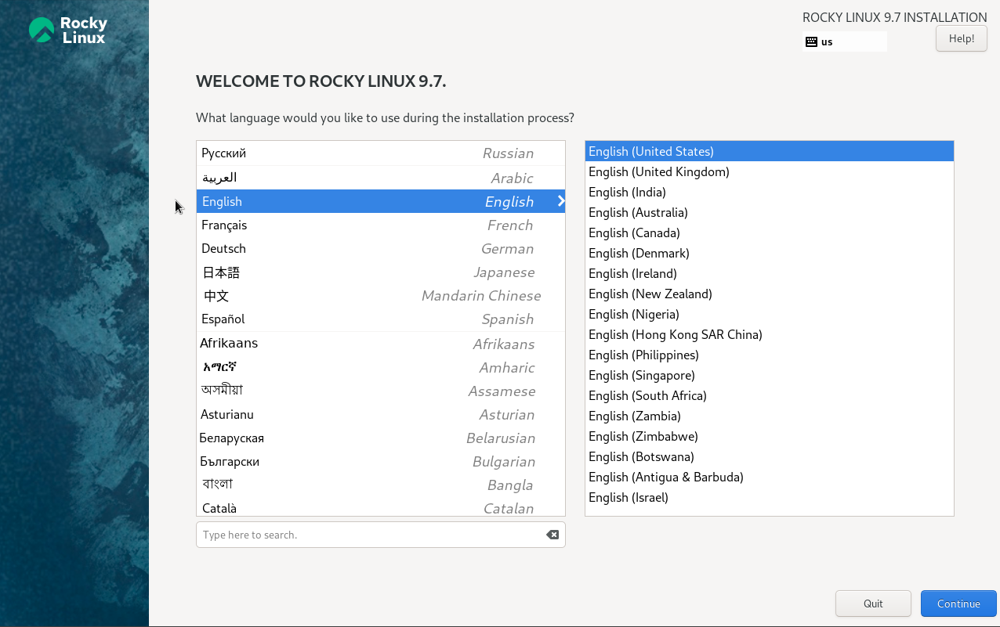 Rocky
Linux
ROCKY LINUX 9.7 INSTALLATION
us
Help!
WELCOME TO ROCKY LINUX 9.7.
What language would you like to use during the installation process?
Русский Russian
العربية Arabic
English English
Français French
Deutsch German
日本語 Japanese
中文 Mandarin Chinese
Español Spanish
Afrikaans Afrikaans
አማርኛ Amharic
অসমীয়া Assamese
Asturianu Asturian
Беларуская Belarusian
Български Bulgarian
বাংলা Bangla
Català Catalan
Type here to search.
English (United States)
English (United Kingdom)
English (India)
English (Australia)
English (Canada)
English (Denmark)
English (Ireland)
English (New Zealand)
English (Nigeria)
English (Hong Kong SAR China)
English (Philippines)
English (Singapore)
English (South Africa)
English (Zambia)
English (Zimbabwe)
English (Botswana)
English (Antigua & Barbuda)
English (Israel)
Quit
Continue